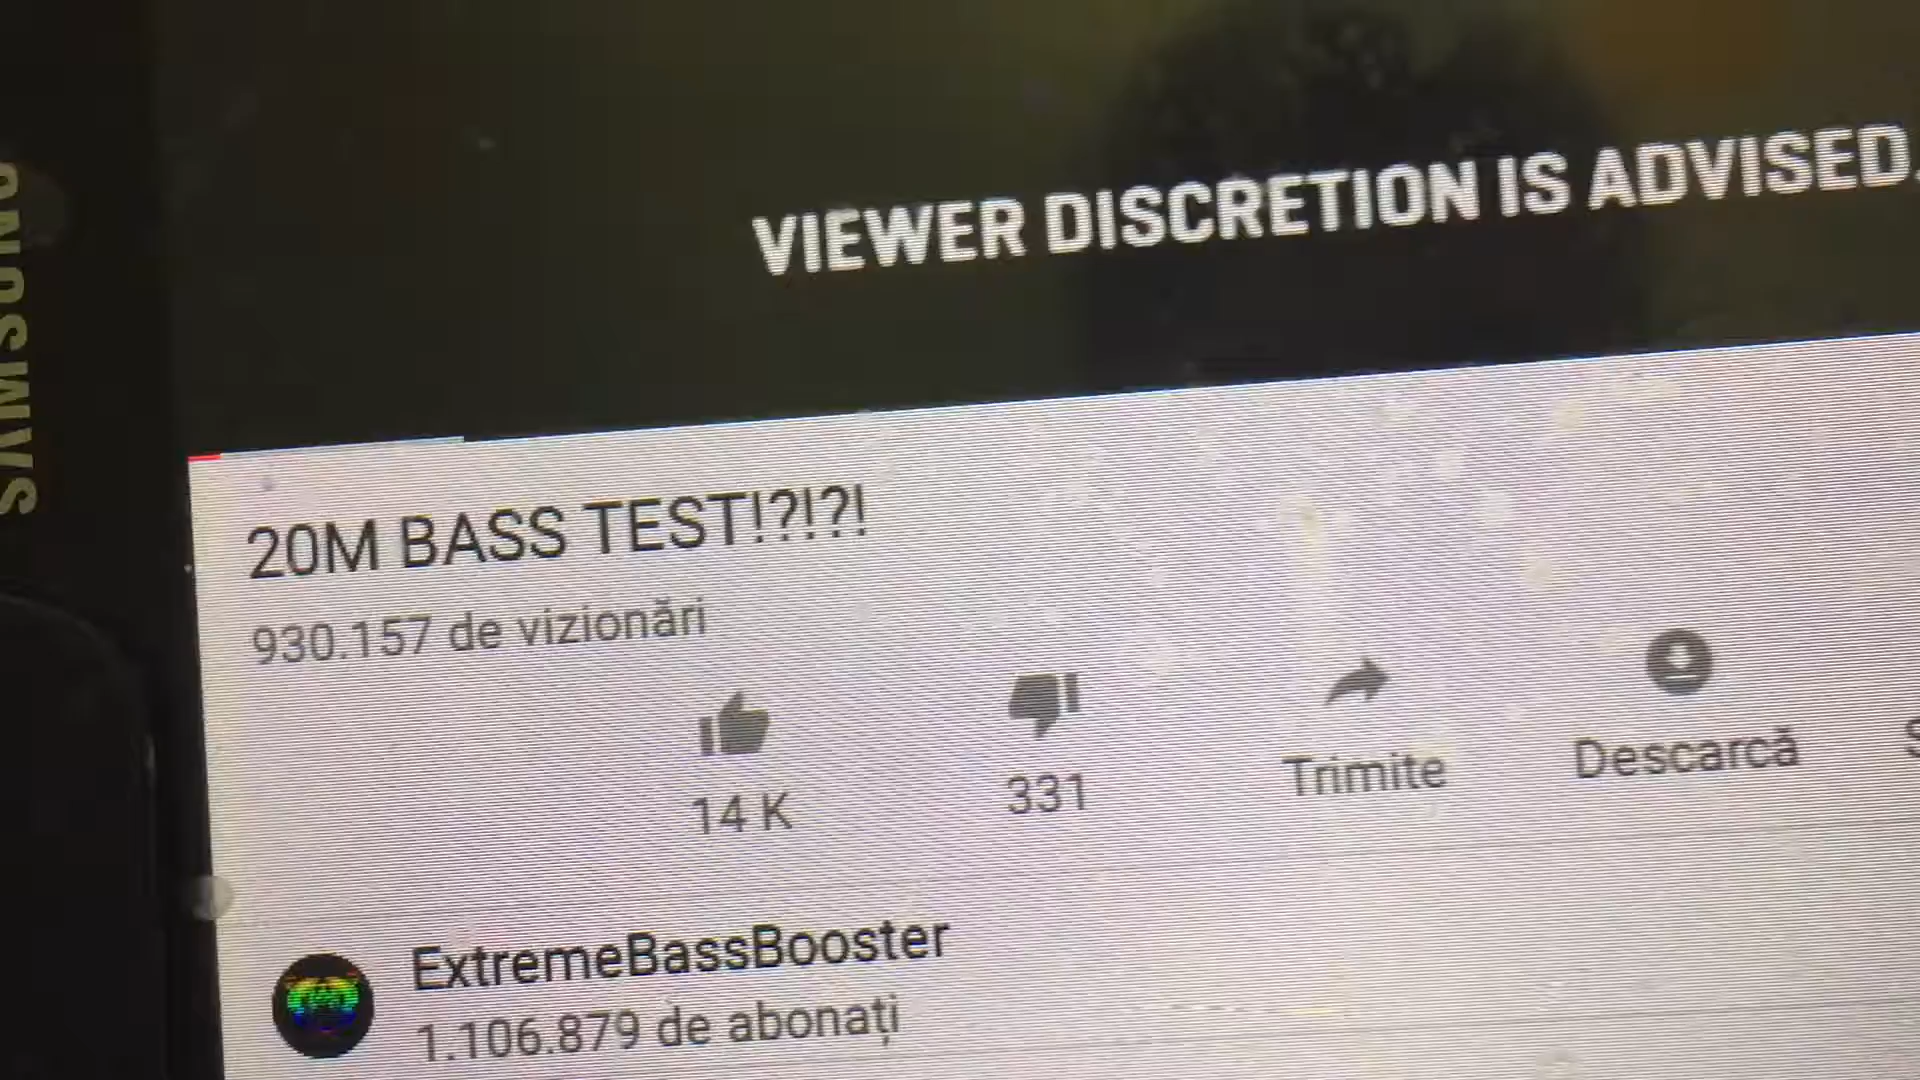 SAMSUNG
VIEWER DISCRETION IS ADVISED.
20M BASS TEST!?!?!
930.157 de vizionări
14 K
331
Trimite
Descarcă
ExtremeBassBooster
1.106.879 de abonați